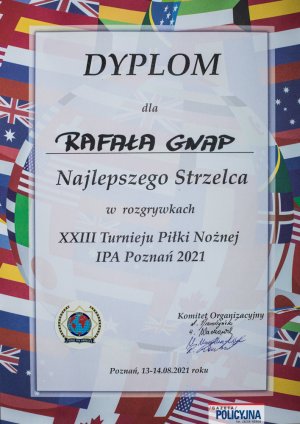 DYPLOM
dla
RAFAŁA GNAP
Najlepszego Strzelca
w rozgrywkach
XXIII Turnieju Piłki Nożnej
IPA Poznań 2021
Komitet Organizacyjny
Poznań, 13-14.08.2021 roku
GAZETA
POLICYJNA